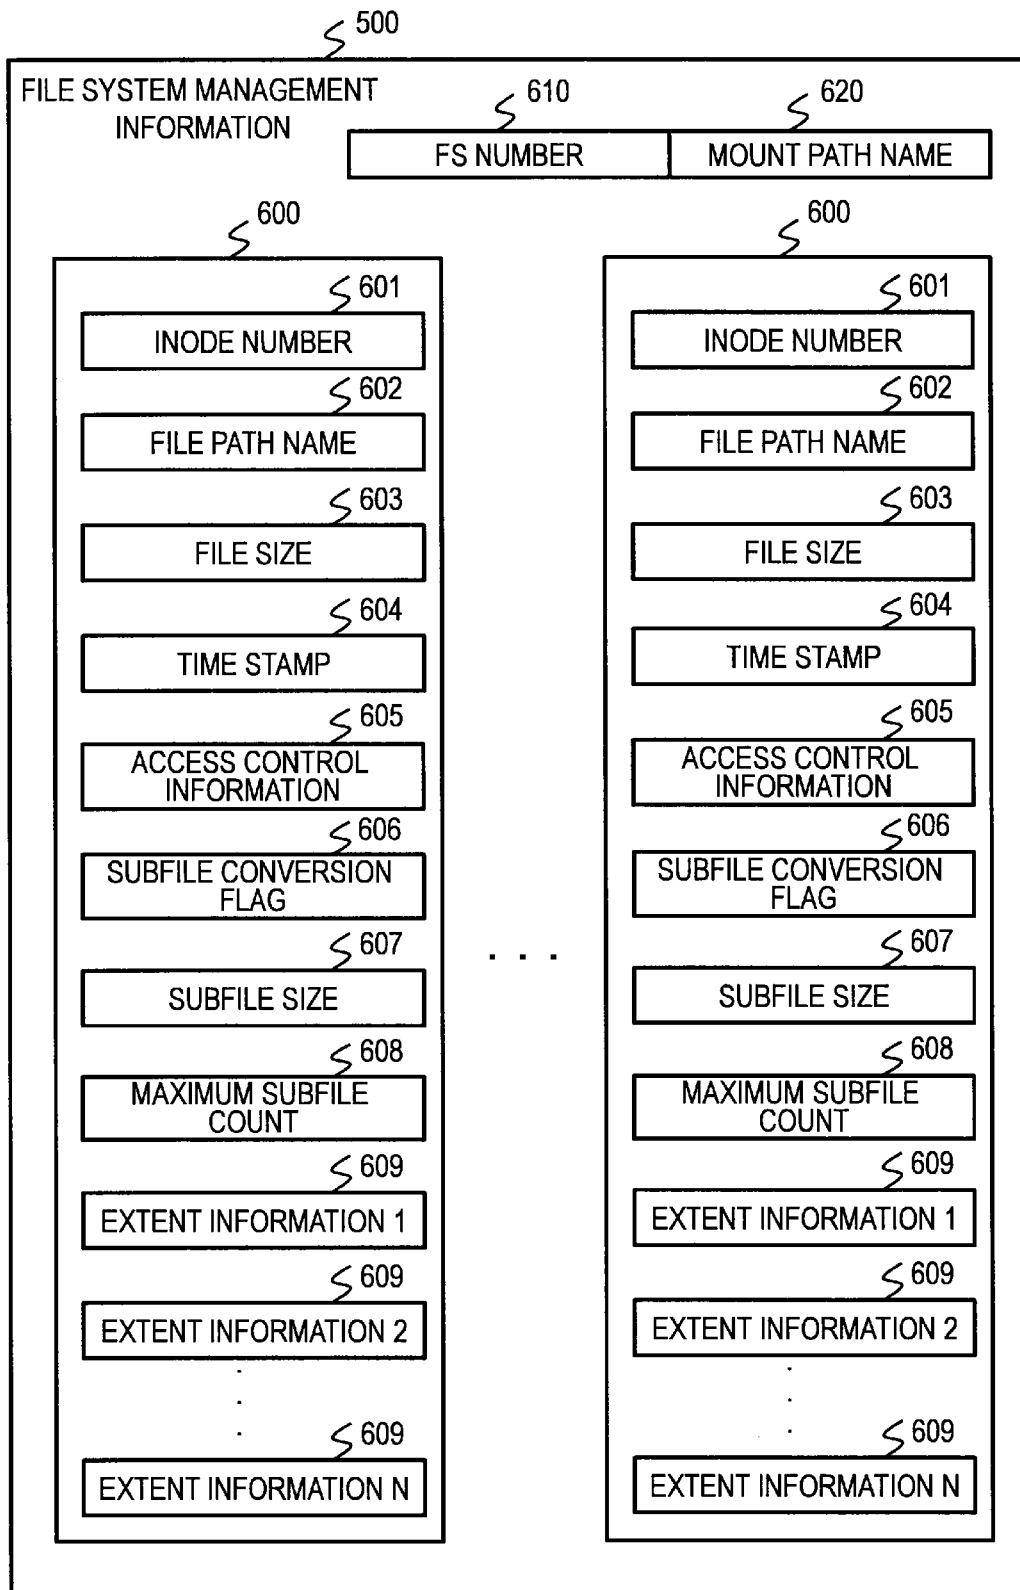 500
FILE SYSTEM MANAGEMENT
INFORMATION
610
620
FS NUMBER
MOUNT PATH NAME
600
601
INODE NUMBER
602
FILE PATH NAME
603
FILE SIZE
604
TIME STAMP
605
ACCESS CONTROL
INFORMATION
606
SUBFILE CONVERSION
FLAG
607
SUBFILE SIZE
608
MAXIMUM SUBFILE
COUNT
609
EXTENT INFORMATION 1
609
EXTENT INFORMATION 2
.
.
.
609
EXTENT INFORMATION N
. . .
600
601
INODE NUMBER
602
FILE PATH NAME
603
FILE SIZE
604
TIME STAMP
605
ACCESS CONTROL
INFORMATION
606
SUBFILE CONVERSION
FLAG
607
SUBFILE SIZE
608
MAXIMUM SUBFILE
COUNT
609
EXTENT INFORMATION 1
609
EXTENT INFORMATION 2
.
.
.
609
EXTENT INFORMATION N